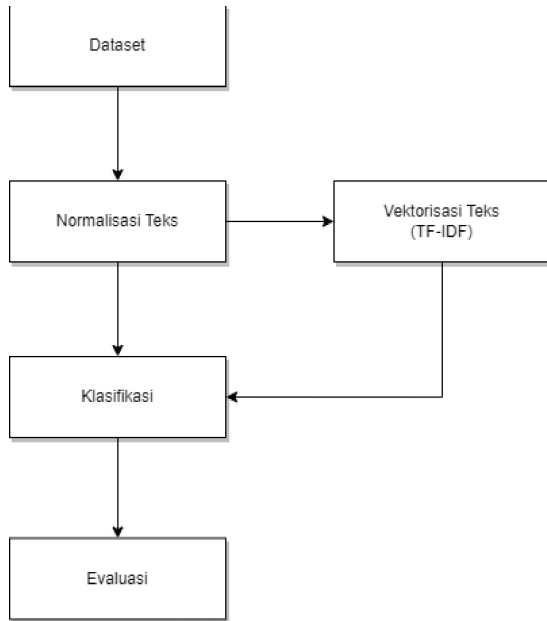 Dataset
Normalisasi Teks
Vektorisasi Teks
(TF-IDF)
Klasifikasi
Evaluasi